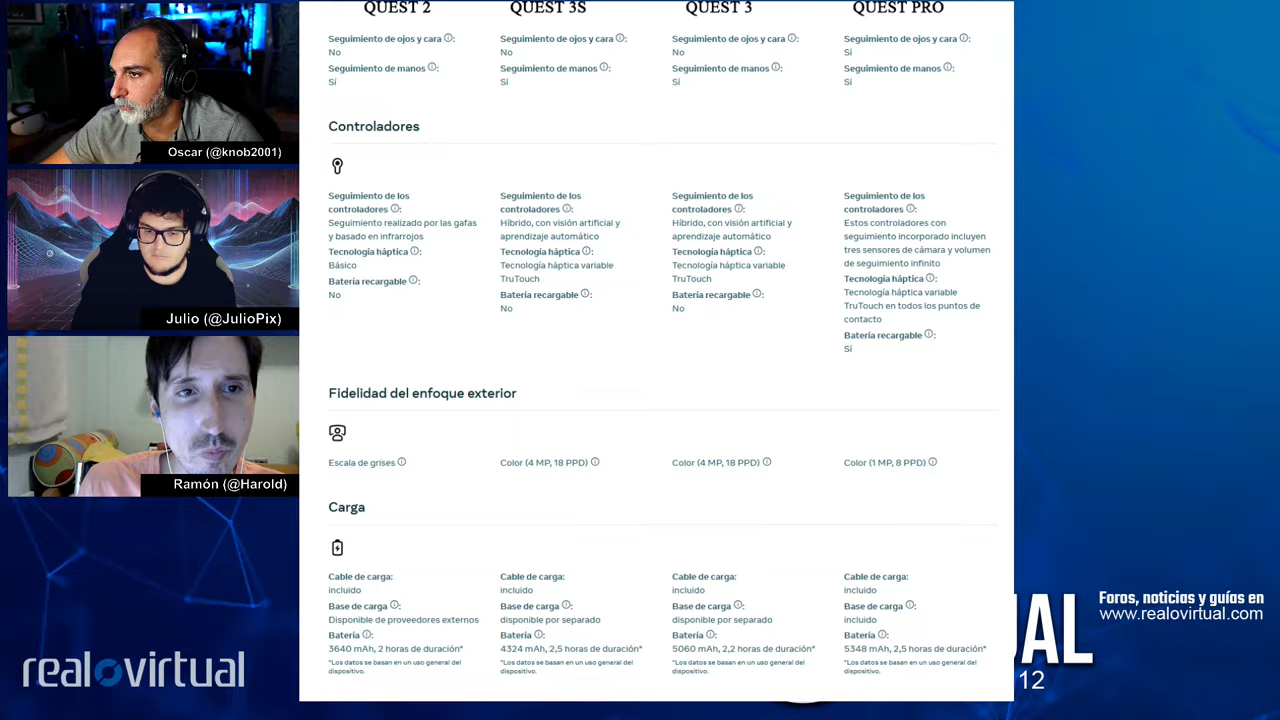 QUEST 2
QUEST 3S
QUEST 3
QUEST PRO
Seguimiento de ojos y cara:
No
Seguimiento de manos:
Sí
Seguimiento de ojos y cara:
No
Seguimiento de manos:
Sí
Seguimiento de ojos y cara:
No
Seguimiento de manos:
Sí
Seguimiento de ojos y cara:
Sí
Seguimiento de manos:
Sí
Controladores
Seguimiento de los
controladores:
Seguimiento realizado por las gafas
y basado en infrarrojos
Tecnología háptica:
Básico
Batería recargable:
No
Seguimiento de los
controladores:
Híbrido, con visión artificial y
aprendizaje automático
Tecnología háptica:
Tecnología háptica variable
TruTouch
Batería recargable:
No
Seguimiento de los
controladores:
Híbrido, con visión artificial y
aprendizaje automático
Tecnología háptica:
Tecnología háptica variable
TruTouch
Batería recargable:
No
Seguimiento de los
controladores:
Estos controladores con
seguimiento incorporado incluyen
tres sensores de cámara y volumen
de seguimiento infinito
Tecnología háptica:
Tecnología háptica variable
TruTouch en todos los puntos de
contacto
Batería recargable:
Sí
Fidelidad del enfoque exterior
Escala de grises
Color (4 MP, 18 PPD)
Color (4 MP, 18 PPD)
Color (1 MP, 8 PPD)
Carga
Cable de carga:
incluido
Base de carga:
Disponible de proveedores externos
Batería:
3640 mAh, 2 horas de duración*
*Los datos se basan en un uso general del
dispositivo.
Cable de carga:
incluido
Base de carga:
disponible por separado
Batería:
4324 mAh, 2,5 horas de duración*
*Los datos se basan en un uso general del
dispositivo.
Cable de carga:
incluido
Base de carga:
disponible por separado
Batería:
5060 mAh, 2,2 horas de duración*
*Los datos se basan en un uso general del
dispositivo.
Cable de carga:
incluido
Base de carga:
incluido
Batería:
5348 mAh, 2,5 horas de duración*
*Los datos se basan en un uso general del
dispositivo.
Oscar (@knob2001)
Julio (@JulioPix)
Ramón (@Harold)
realovirtual
Foros, noticias y guías en
www.realovirtual.com
UAL
12